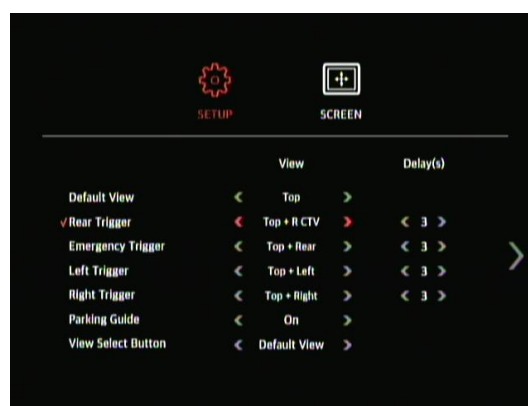 SETUP SCREEN
View Delay(s)
Default View Top
Rear Trigger Top + R CTV 3
Emergency Trigger Top + Rear 3
Left Trigger Top + Left 3
Right Trigger Top + Right 3
Parking Guide On
View Select Button Default View